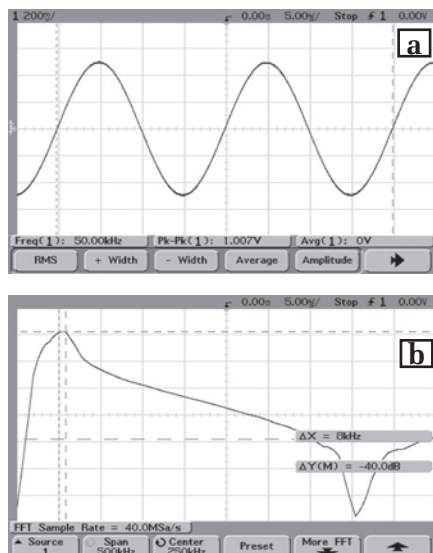 1 200mV/ 0.00s 5.00µs/ Stop 1 0.00V
a
Freq(1): 50.00kHz Pk-Pk(1): 1.007V Avg(1): 0V
RMS + Width - Width Average Amplitude
0.00s 5.00µs/ Stop 1 0.00V
b
ΔX = 8kHz
ΔY(M) = -40.0dB
FFT Sample Rate = 40.0MSa/s
Source Span Center Preset More FFT
1 500kHz 250kHz